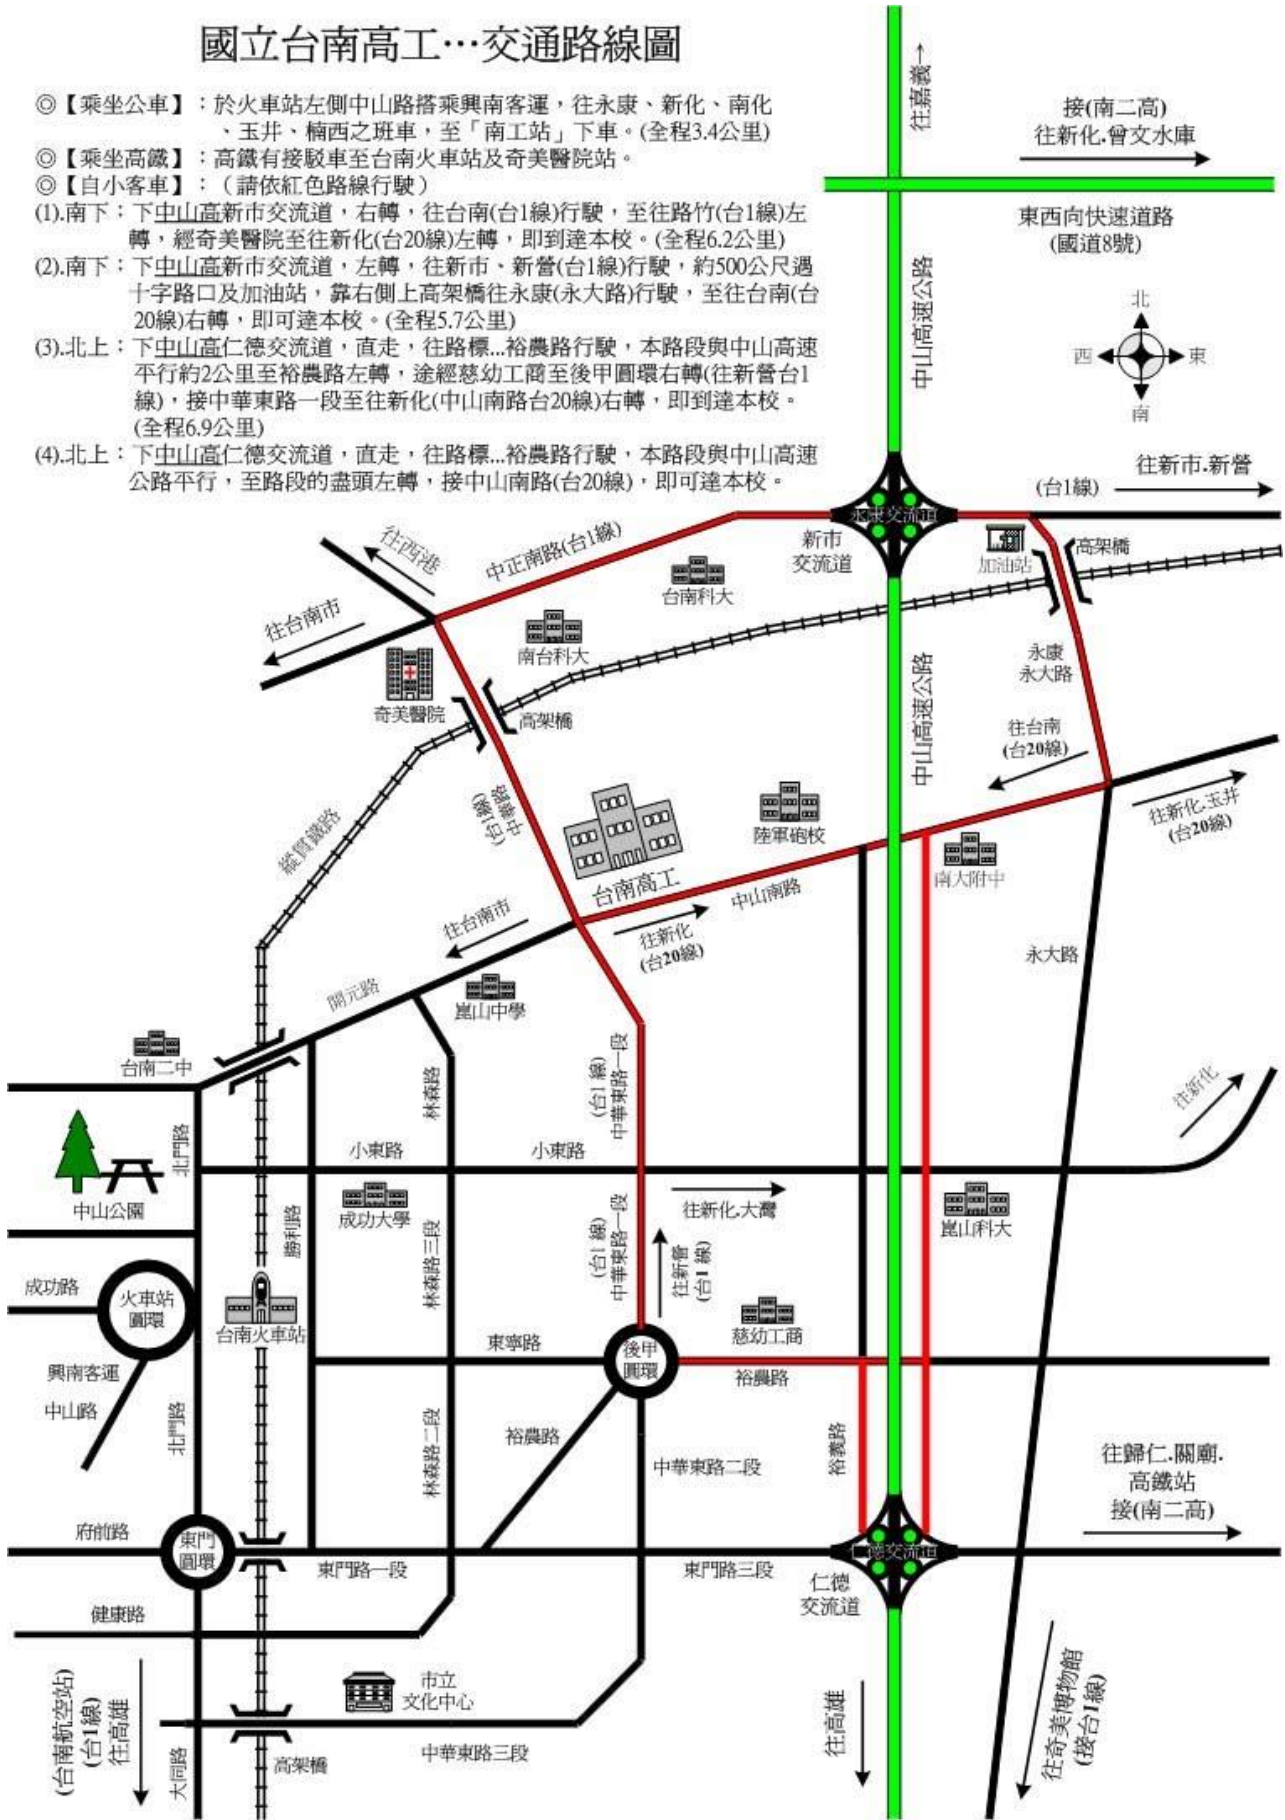 國立台南高工…交通路線圖
◎【乘坐公車】：於火車站左側中山路搭乘興南客運，往永康、新化、南化
、玉井、楠西之班車，至「南工站」下車。(全程3.4公里)
◎【乘坐高鐵】：高鐵有接駁車至台南火車站及奇美醫院站。
◎【自小客車】：（請依紅色路線行駛）
(1).南下：下中山高新市交流道，右轉，往台南(台1線)行駛，至往路竹(台1線)左
轉，經奇美醫院至往新化(台20線)左轉，即到達本校。(全程6.2公里)
(2).南下：下中山高新市交流道，左轉，往新市、新營(台1線)行駛，約500公尺遇
十字路口及加油站，靠右側上高架橋往永康(永大路)行駛，至往台南(台
20線)右轉，即可達本校。(全程5.7公里)
(3).北上：下中山高仁德交流道，直走，往路標...裕農路行駛，本路段與中山高速
平行約2公里至裕農路左轉，途經慈幼工商至後甲圓環右轉(往新營台1
線)，接中華東路一段至往新化(中山南路台20線)右轉，即到達本校。
(全程6.9公里)
(4).北上：下中山高仁德交流道，直走，往路標...裕農路行駛，本路段與中山高速
公路平行，至路段的盡頭左轉，接中山南路(台20線)，即可達本校。
往嘉義→
接(南二高)
往新化.曾文水庫
東西向快速道路
(國道8號)
中山高速公路
北
西
東
南
往新市.新營
(台1線)
永康交流道
新市
交流道
加油站
高架橋
往西港
中正南路(台1線)
台南科大
往台南市
南台科大
奇美醫院
高架橋
永康
永大路
中山高速公路
往台南
(台20線)
往新化.玉井
(台20線)
中華路
(台1線)
縱貫鐵路
陸軍砲校
南大附中
台南高工
中山南路
往台南市
往新化
(台20線)
永大路
開元路
崑山中學
台南二中
林森路
(台1線)
中華東路一段
往新化
北門路
小東路
小東路
中山公園
勝利路
成功大學
林森路三段
(台1線)
中華東路一段
往新化.大灣
往新營
(台1線)
崑山科大
成功路
火車站
圓環
台南火車站
東寧路
後甲
圓環
慈幼工商
裕農路
興南客運
中山路
北門路
林森路二段
裕農路
中華東路二段
裕義路
往歸仁.關廟.
高鐵站
接(南二高)
府前路
東門
圓環
東門路一段
東門路三段
仁德交流道
仁德
交流道
健康路
(台南航空站)
(台1線)
往高雄
大同路
市立
文化中心
高架橋
中華東路三段
往高雄
往奇美博物館
(接台1線)